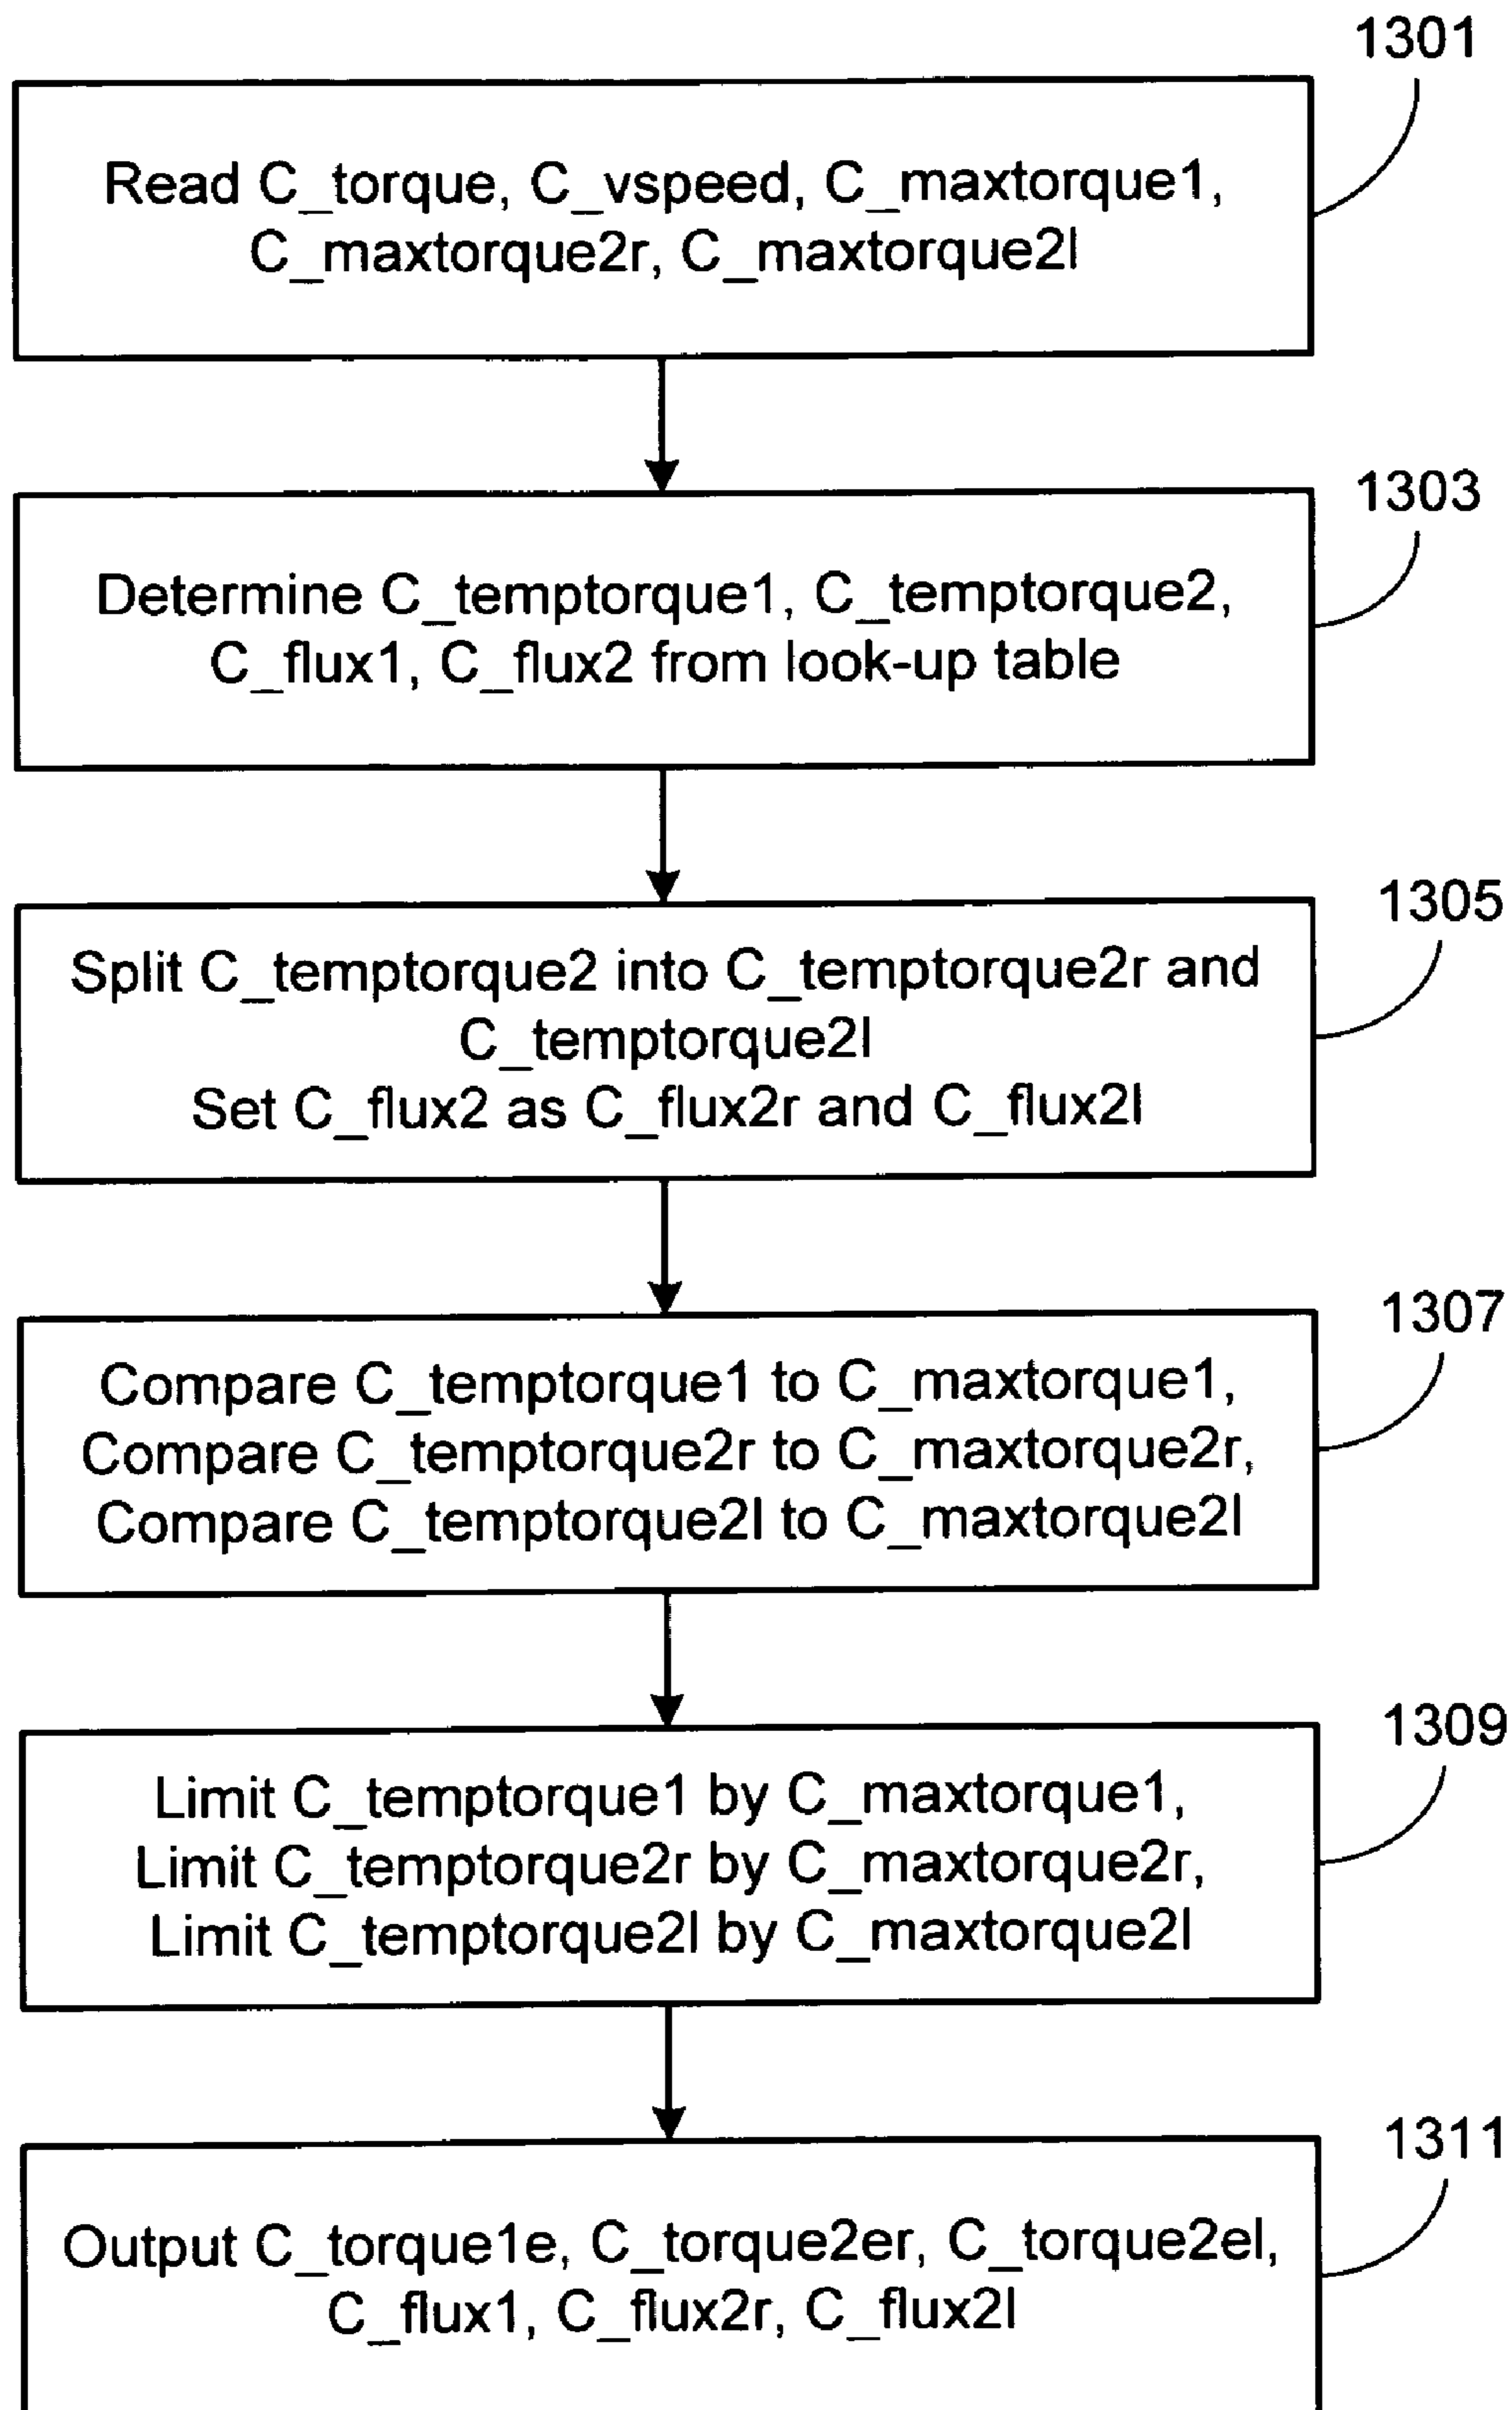 1301
Read C_torque, C_vspeed, C_maxtorque1,
C_maxtorque2r, C_maxtorque2l
1303
Determine C_temptorque1, C_temptorque2,
C_flux1, C_flux2 from look-up table
1305
Split C_temptorque2 into C_temptorque2r and
C_temptorque2l
Set C_flux2 as C_flux2r and C_flux2l
1307
Compare C_temptorque1 to C_maxtorque1,
Compare C_temptorque2r to C_maxtorque2r,
Compare C_temptorque2l to C_maxtorque2l
1309
Limit C_temptorque1 by C_maxtorque1,
Limit C_temptorque2r by C_maxtorque2r,
Limit C_temptorque2l by C_maxtorque2l
1311
Output C_torque1e, C_torque2er, C_torque2el,
C_flux1, C_flux2r, C_flux2l